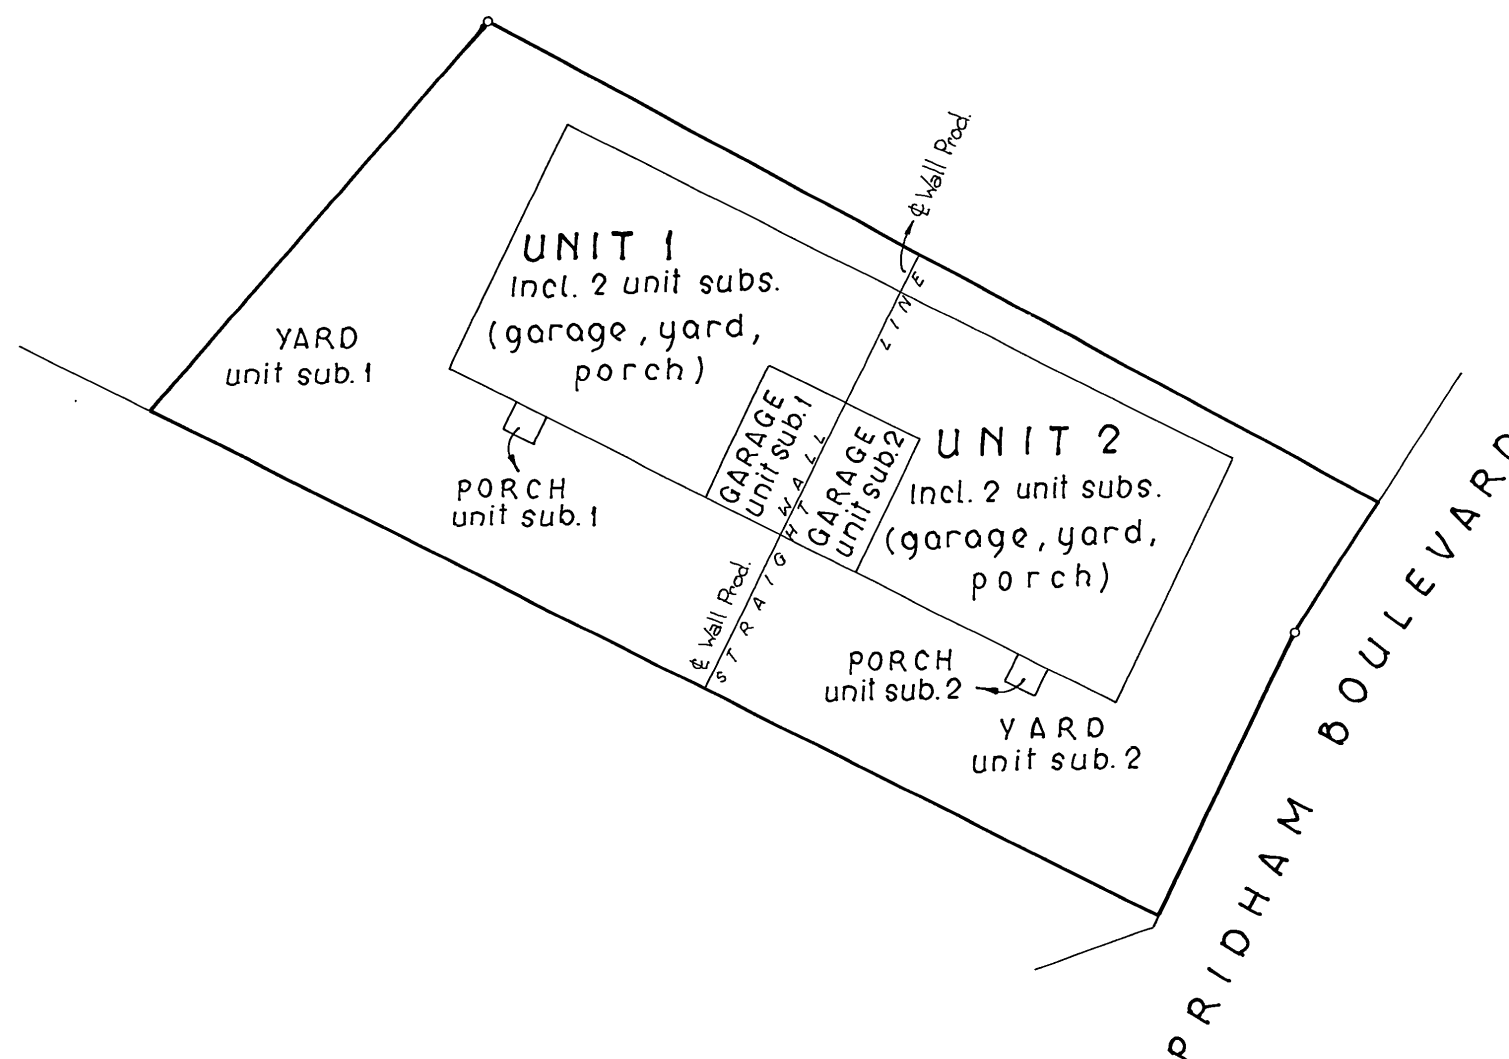 ℄ Wall Prod.
UNIT 1
Incl. 2 unit subs.
(garage, yard,
porch)
YARD
unit sub. 1
GARAGE
unit sub. 1
PORCH
unit sub. 1
STRAIGHT WALL LINE
GARAGE
unit sub. 2
UNIT 2
Incl. 2 unit subs.
(garage, yard,
porch)
℄ Wall Prod.
PORCH
unit sub. 2
YARD
unit sub. 2
PRIDHAM BOULEVARD